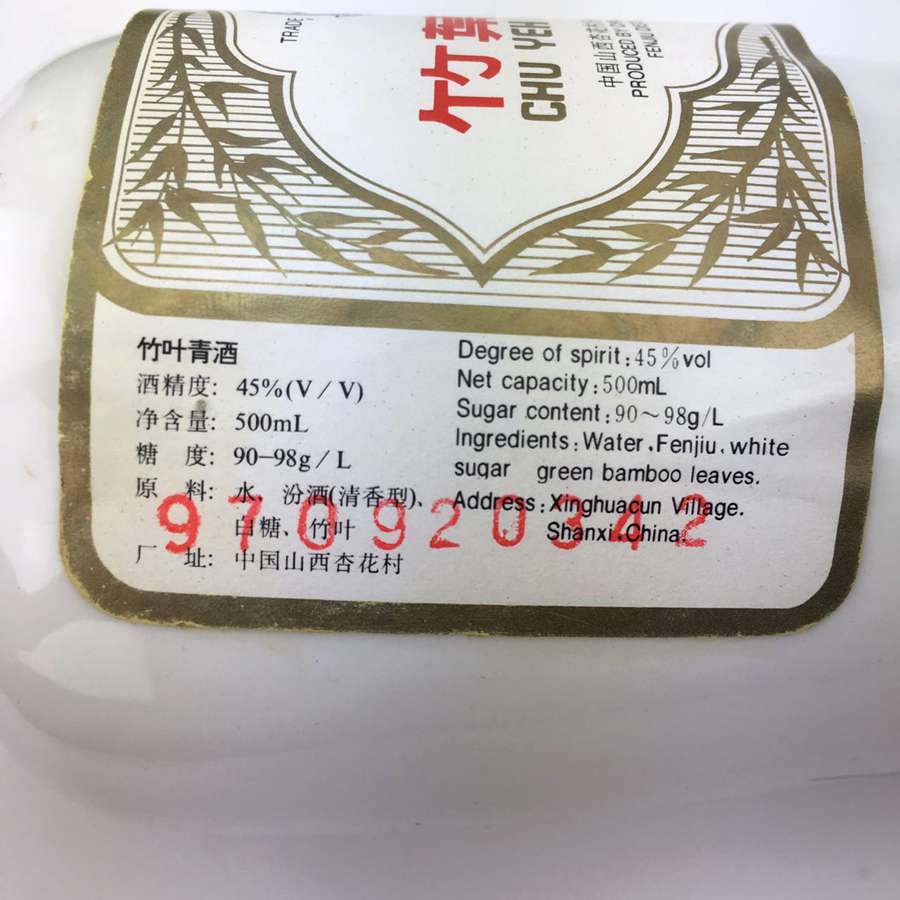 TRADE
竹葉
CHU YEH
中国山西杏花村
PRODUCED BY
FENJIU
竹叶青酒
酒精度: 45%(V/V)
净含量: 500mL
糖 度: 90-98g/L
原 料: 水、汾酒(清香型)、
白糖、竹叶
厂 址: 中国山西杏花村
Degree of spirit:45%vol
Net capacity:500mL
Sugar content:90~98g/L
Ingredients:Water.Fenjiu.white
sugar green bamboo leaves.
Address:Xinghuacun Village.
Shanxi.China.
970920342